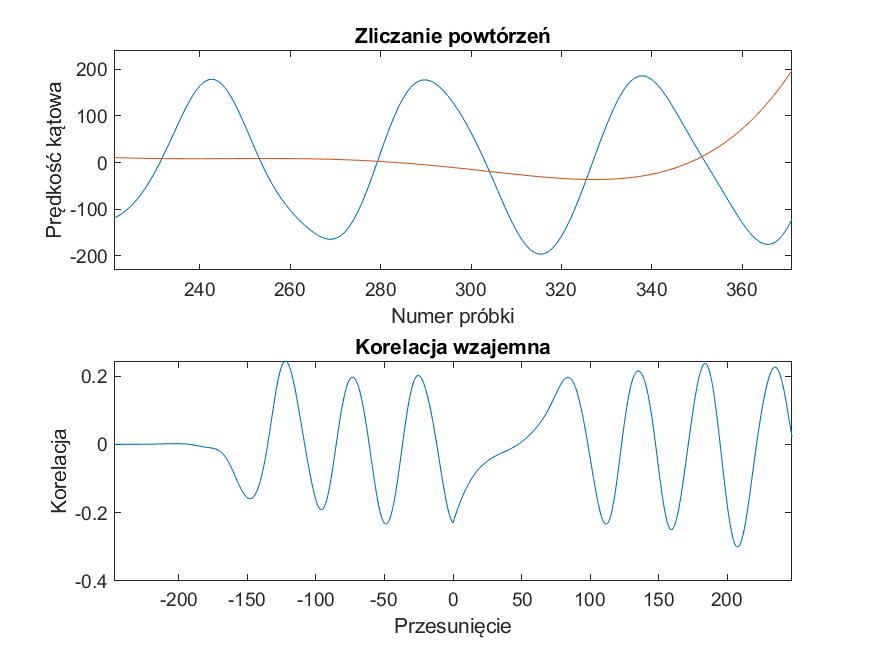 Zliczanie powtórzeń
Prędkość kątowa
200
100
0
-100
-200
240 260 280 300 320 340 360
Numer próbki
Korelacja wzajemna
Korelacja
0.2
0
-0.2
-0.4
-200 -150 -100 -50 0 50 100 150 200
Przesunięcie